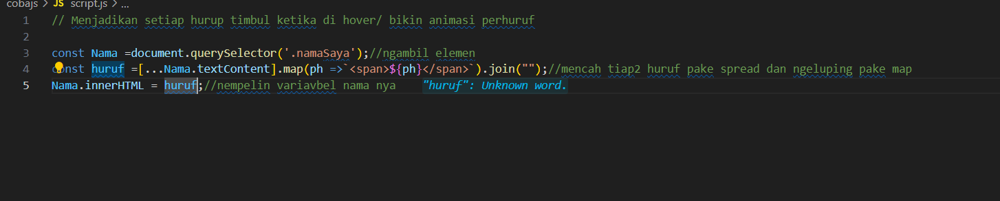 cobajs > JS script.js > ...
1 // Menjadikan setiap hurup timbul ketika di hover/ bikin animasi perhuruf
2
3 const Nama =document.querySelector('.namaSaya');//ngambil elemen
4 const huruf =[...Nama.textContent].map(ph =>`<span>${ph}</span>`).join("");//mencah tiap2 huruf pake spread dan ngeluping pake map
5 Nama.innerHTML = huruf;//nempelin variavbel nama nya "huruf": Unknown word.